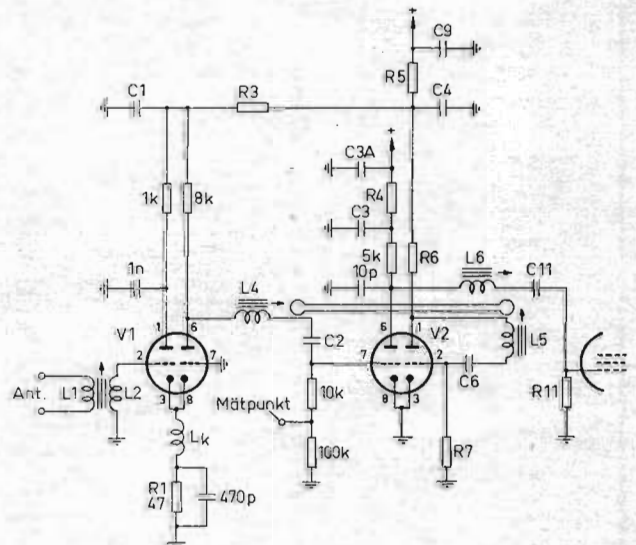 +
C9
R5
C1
R3
C4
+
C3A
R4
1k
8k
C3
5k
R6
L6
10p
C11
1n
L4
1
6
V1
6
1
V2
C2
L5
2
7
7
2
C6
Ant.
L1
L2
3
8
10k
8
3
Mätpunkt
R11
Lk
100k
R7
R1
47
470p